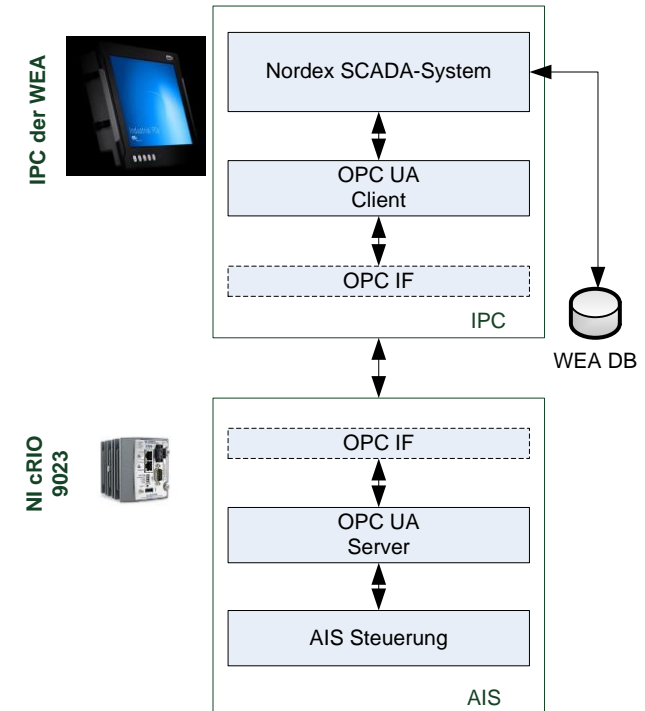 IPC der WEA
Nordex SCADA-System
OPC UA
Client
OPC IF
IPC
WEA DB
NI cRIO
9023
OPC IF
OPC UA
Server
AIS Steuerung
AIS